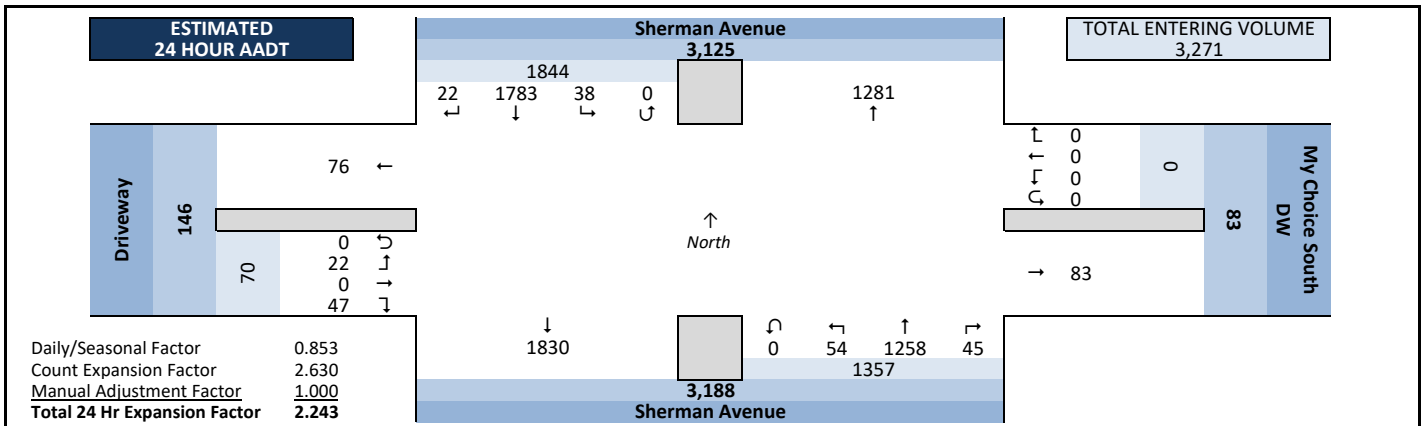 ESTIMATED
24 HOUR AADT
Sherman Avenue
3,125
TOTAL ENTERING VOLUME
3,271
1844
22 1783 38 0
↵ ↓ ↳ ↺
1281
↑
Driveway
146
76 ←
0 ↺
22 ↰
0 →
47 ↴
70
↑
North
↱ 0
← 0
↲ 0
↺ 0
0
83
My Choice South
DW
→ 83
↓
1830
↺ ↰ ↑ ↱
0 54 1258 45
1357
3,188
Sherman Avenue
Daily/Seasonal Factor 0.853
Count Expansion Factor 2.630
Manual Adjustment Factor 1.000
Total 24 Hr Expansion Factor 2.243